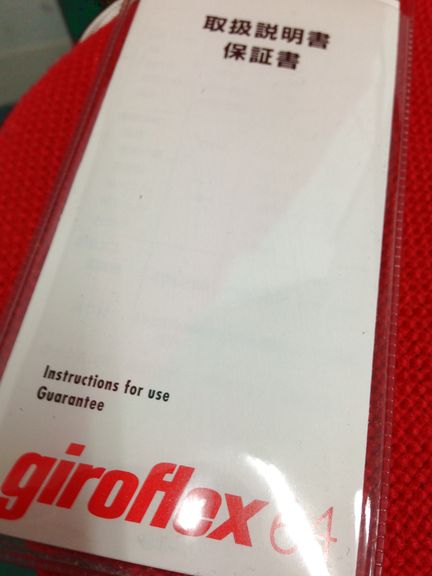 取扱説明書
保証書
Instructions for use
Guarantee
giroflex 64